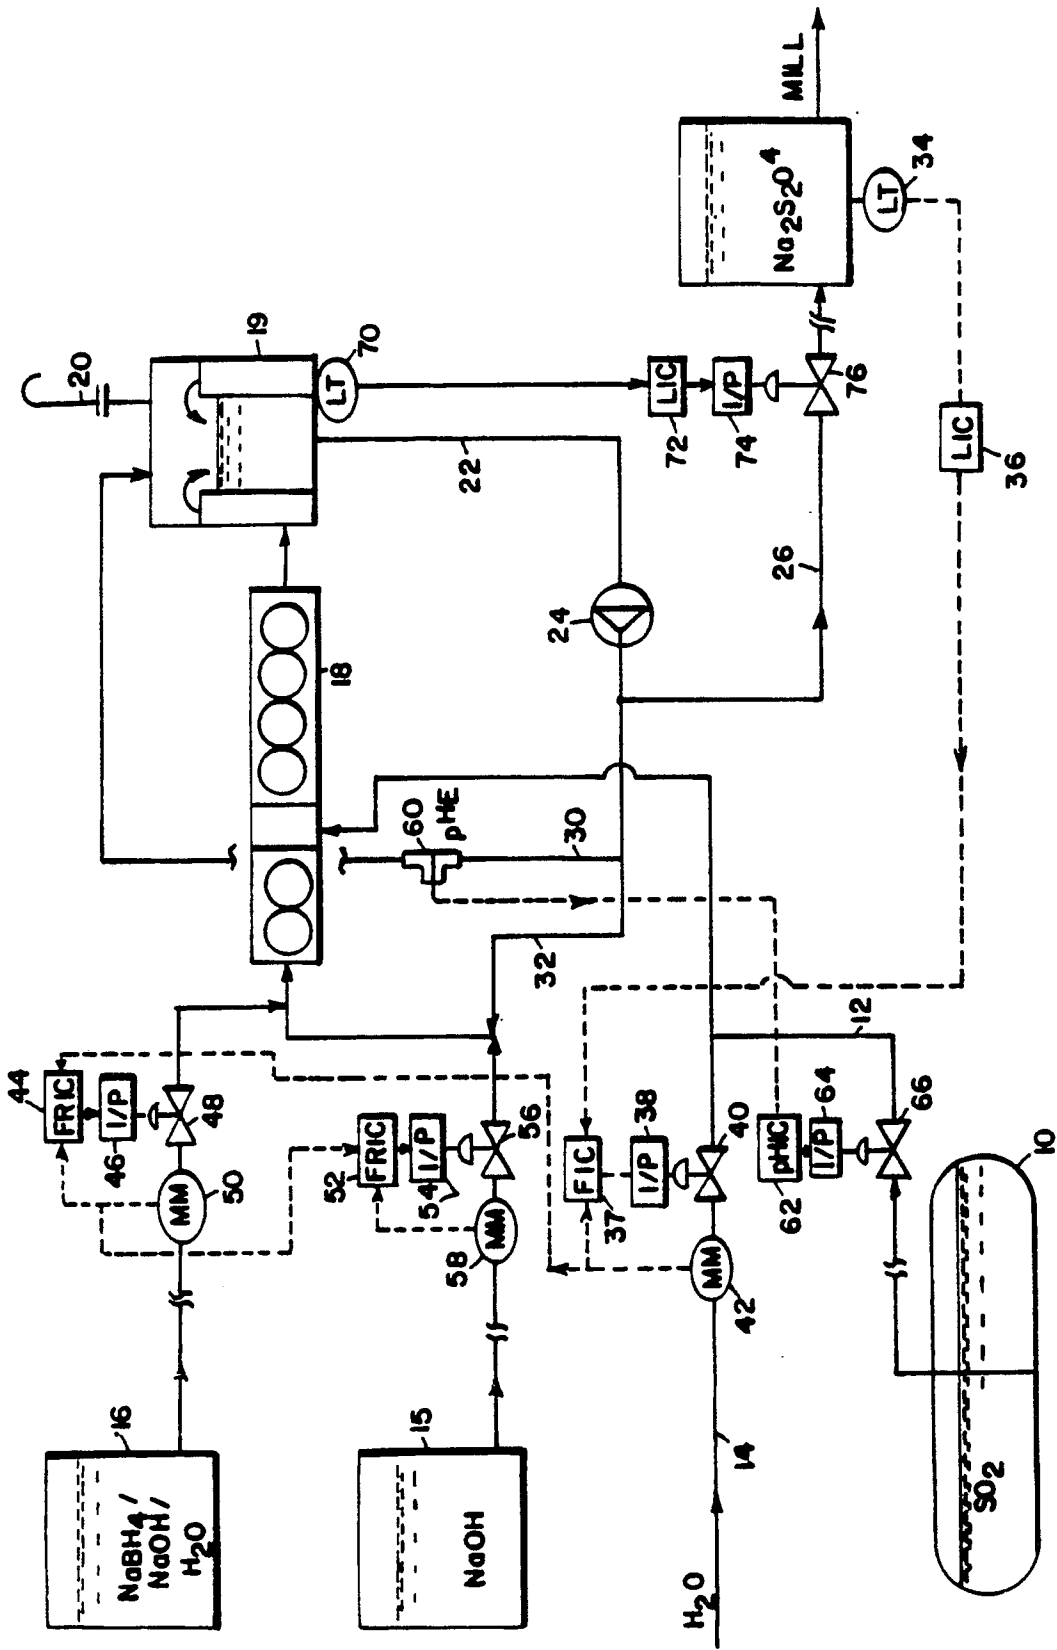 20
19
LT
70
22
LIC
72
I/P
74
76
26
MILL
Na2S2O4
LT
34
LIC
36
18
24
60
pHE
30
32
12
44
FRIC
I/P
46
48
MM
50
52
FRIC
I/P
54
56
MM
58
FIC
37
I/P
38
40
MM
42
pHIC
62
I/P
64
66
16
NaBH4/
NaOH/
H2O
15
NaOH
H2O
14
SO2
10